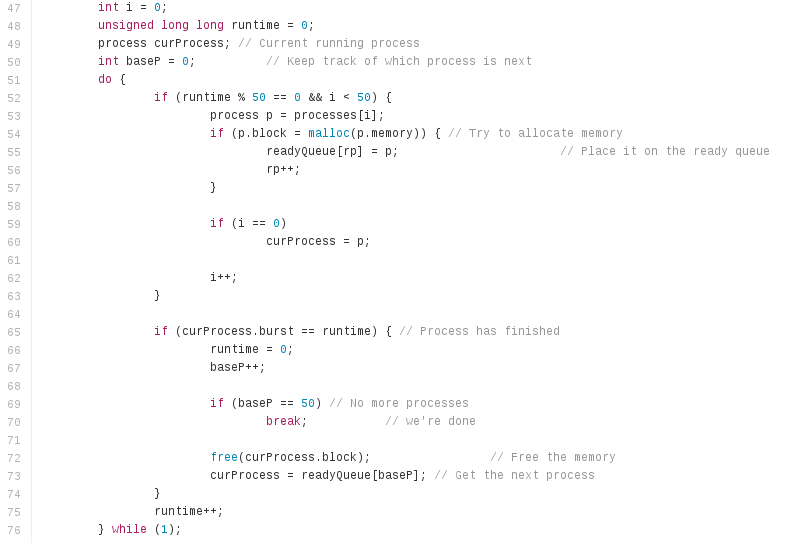 47 int i = 0;
48 unsigned long long runtime = 0;
49 process curProcess; // Current running process
50 int baseP = 0; // Keep track of which process is next
51 do {
52 if (runtime % 50 == 0 && i < 50) {
53 process p = processes[i];
54 if (p.block = malloc(p.memory)) { // Try to allocate memory
55 readyQueue[rp] = p; // Place it on the ready queue
56 rp++;
57 }
58
59 if (i == 0)
60 curProcess = p;
61
62 i++;
63 }
64
65 if (curProcess.burst == runtime) { // Process has finished
66 runtime = 0;
67 baseP++;
68
69 if (baseP == 50) // No more processes
70 break; // we're done
71
72 free(curProcess.block); // Free the memory
73 curProcess = readyQueue[baseP]; // Get the next process
74 }
75 runtime++;
76 } while (1);